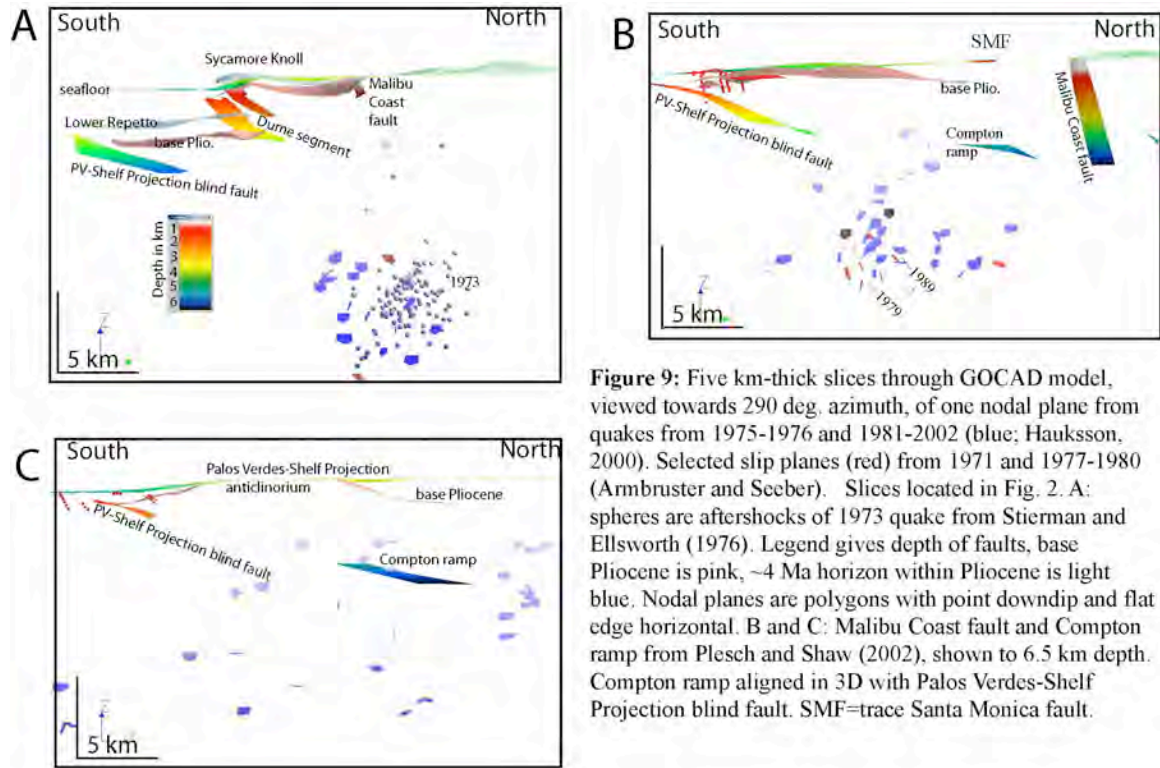 A
South
North
Sycamore Knoll
seafloor
Malibu
Coast
fault
Lower Repetto
Dume segment
base Plio.
PV-Shelf Projection blind fault
Depth in km
1
2
3
4
5
6
1973
Z
5 km
B
South
North
SMF
base Plio.
PV-Shelf Projection blind fault
Compton
ramp
Malibu Coast fault
1989
1979
Z
5 km
C
South
North
Palos Verdes-Shelf Projection
anticlinorium
base Pliocene
PV-Shelf Projection blind fault
Compton ramp
Z
5 km
Figure 9: Five km-thick slices through GOCAD model,
viewed towards 290 deg. azimuth, of one nodal plane from
quakes from 1975-1976 and 1981-2002 (blue; Hauksson,
2000). Selected slip planes (red) from 1971 and 1977-1980
(Armbruster and Seeber). Slices located in Fig. 2. A:
spheres are aftershocks of 1973 quake from Stierman and
Ellsworth (1976). Legend gives depth of faults, base
Pliocene is pink, ~4 Ma horizon within Pliocene is light
blue. Nodal planes are polygons with point downdip and flat
edge horizontal. B and C: Malibu Coast fault and Compton
ramp from Plesch and Shaw (2002), shown to 6.5 km depth.
Compton ramp aligned in 3D with Palos Verdes-Shelf
Projection blind fault. SMF=trace Santa Monica fault.